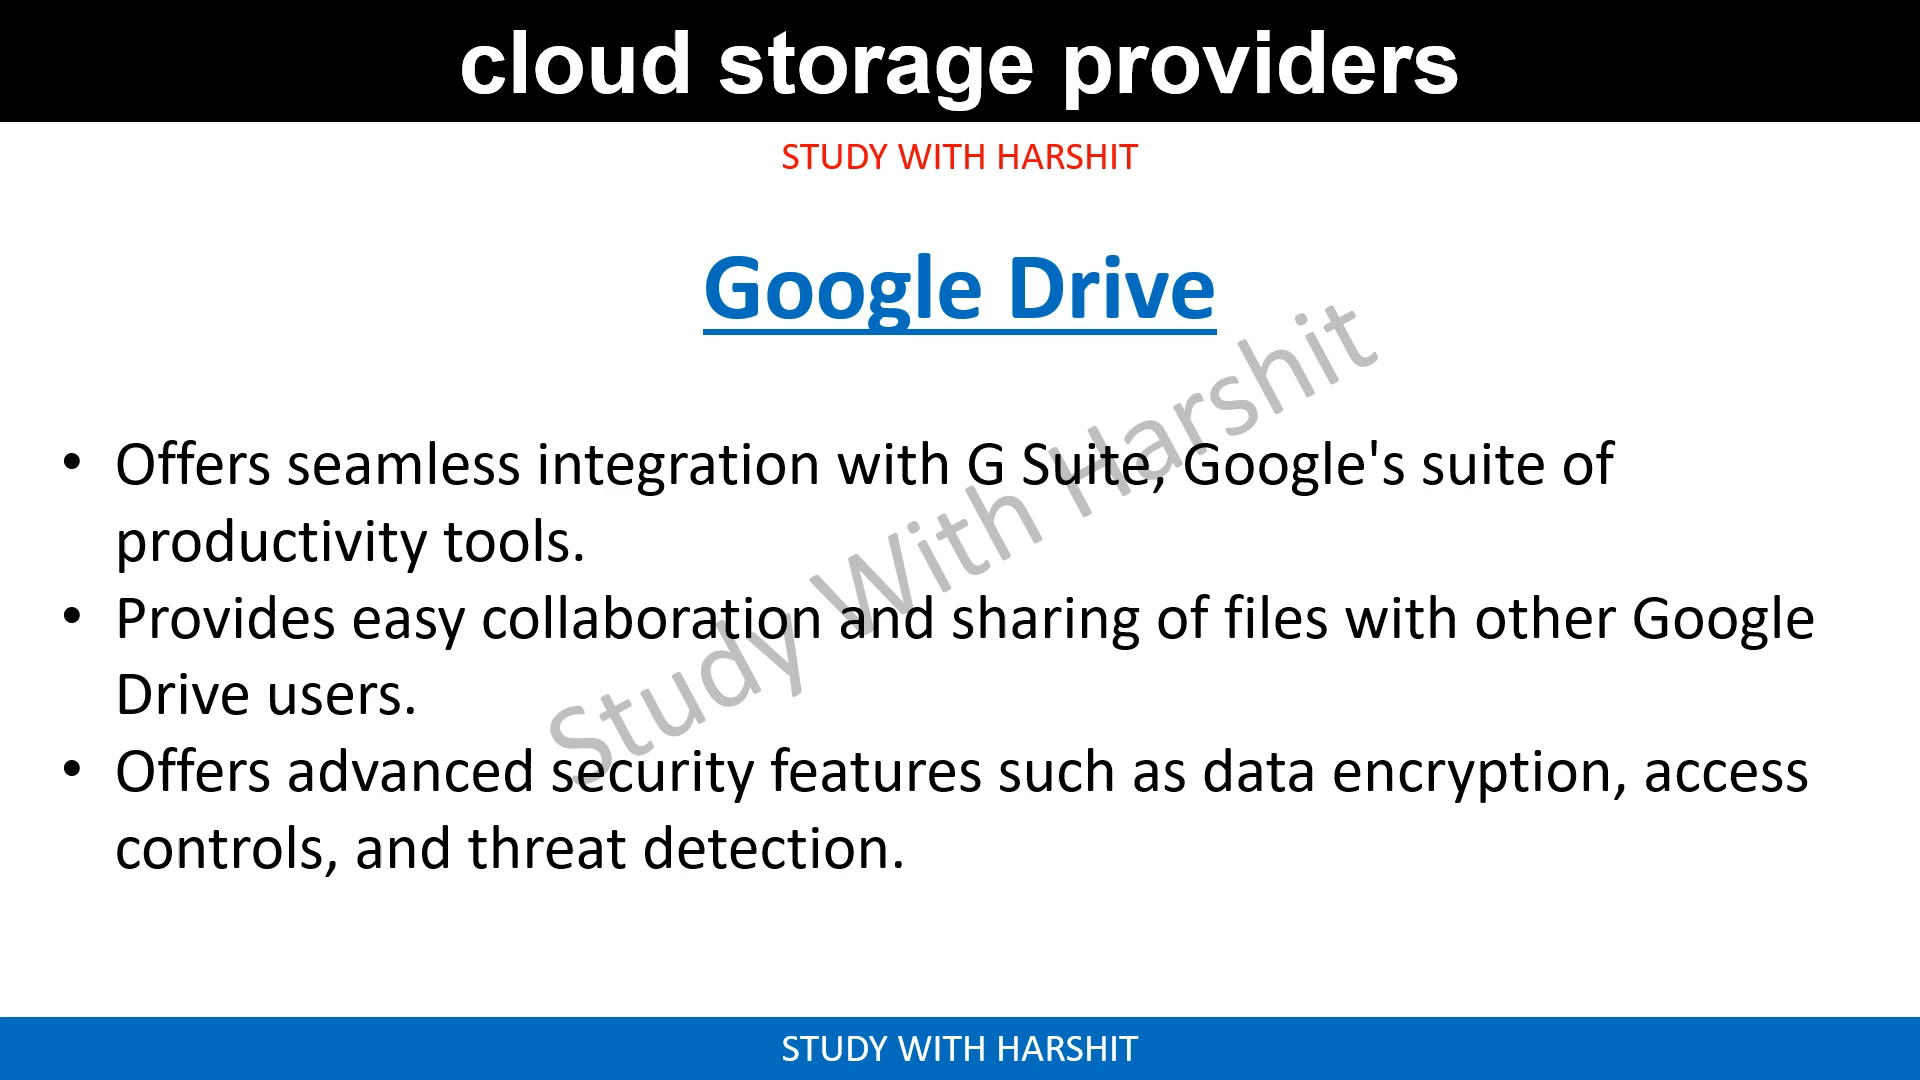 cloud storage providers
STUDY WITH HARSHIT
Google Drive
• Offers seamless integration with G Suite, Google's suite of
productivity tools.
• Provides easy collaboration and sharing of files with other Google
Drive users.
• Offers advanced security features such as data encryption, access
controls, and threat detection.
Study With Harshit
STUDY WITH HARSHIT